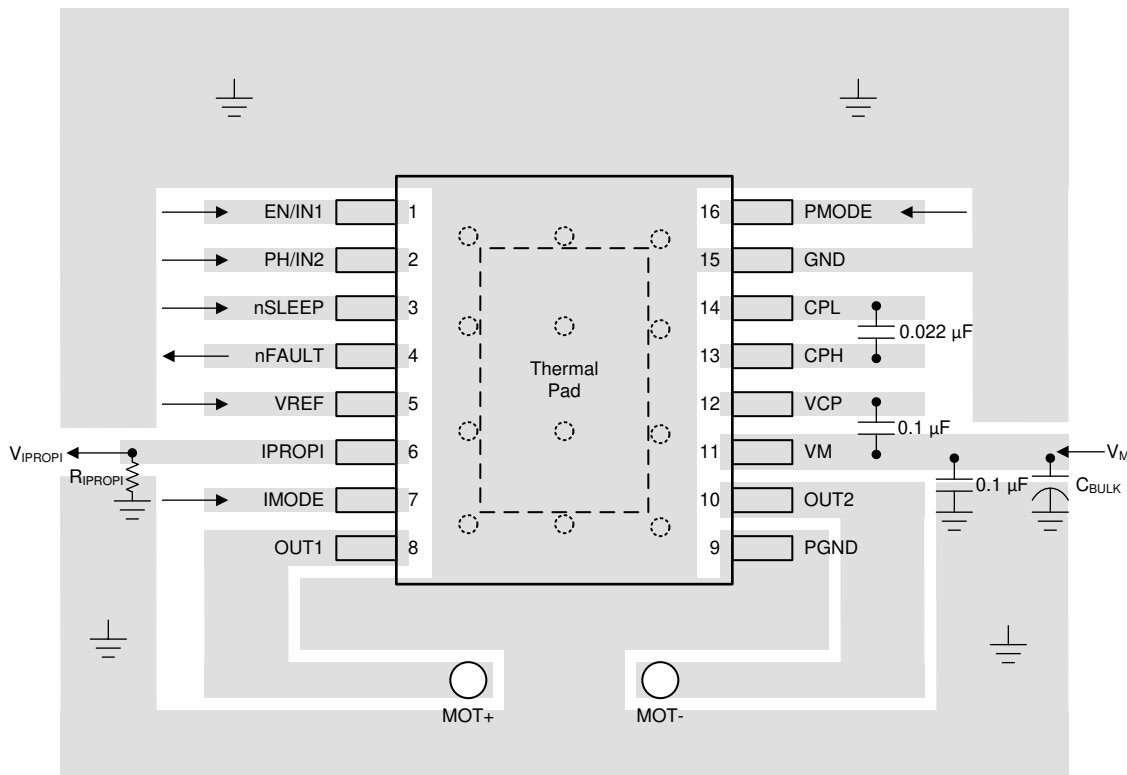 EN/IN1 1
PH/IN2 2
nSLEEP 3
nFAULT 4
VREF 5
IPROPI 6
IMODE 7
OUT1 8
VIPROPI
RIPROPI
Thermal
Pad
16 PMODE
15 GND
14 CPL
0.022 µF
13 CPH
12 VCP
0.1 µF
11 VM
VM
0.1 µF
CBULK
10 OUT2
9 PGND
MOT+
MOT-